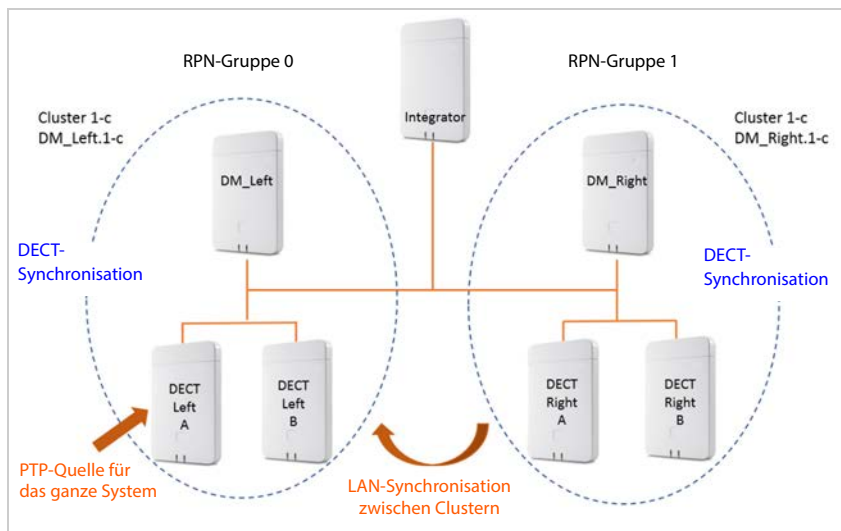 RPN-Gruppe 0
RPN-Gruppe 1
Integrator
Cluster 1-c
DM_Left.1-c
Cluster 1-c
DM_Right.1-c
DM_Left
DM_Right
DECT-
Synchronisation
DECT-
Synchronisation
DECT
Left
A
DECT
Left
B
DECT
Right
A
DECT
Right
B
PTP-Quelle für
das ganze System
LAN-Synchronisation
zwischen Clustern